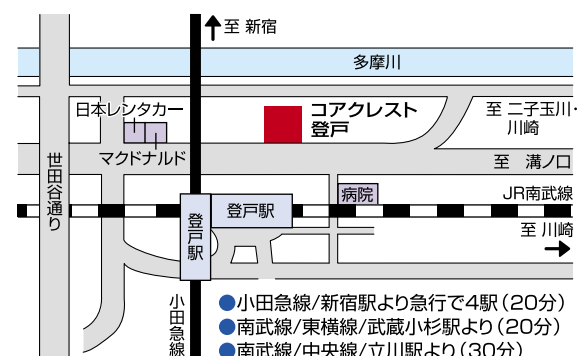 至 新宿
多摩川
日本レンタカー
コアクレスト
登戸
至 二子玉川・
川崎
マクドナルド
至 溝ノ口
世田谷通り
病院
JR南武線
登戸駅
登戸駅
至 川崎
小田急線
●小田急線/新宿駅より急行で4駅(20分)
●南武線/東横線/武蔵小杉駅より(20分)
●南武線/中央線/立川駅より(30分)